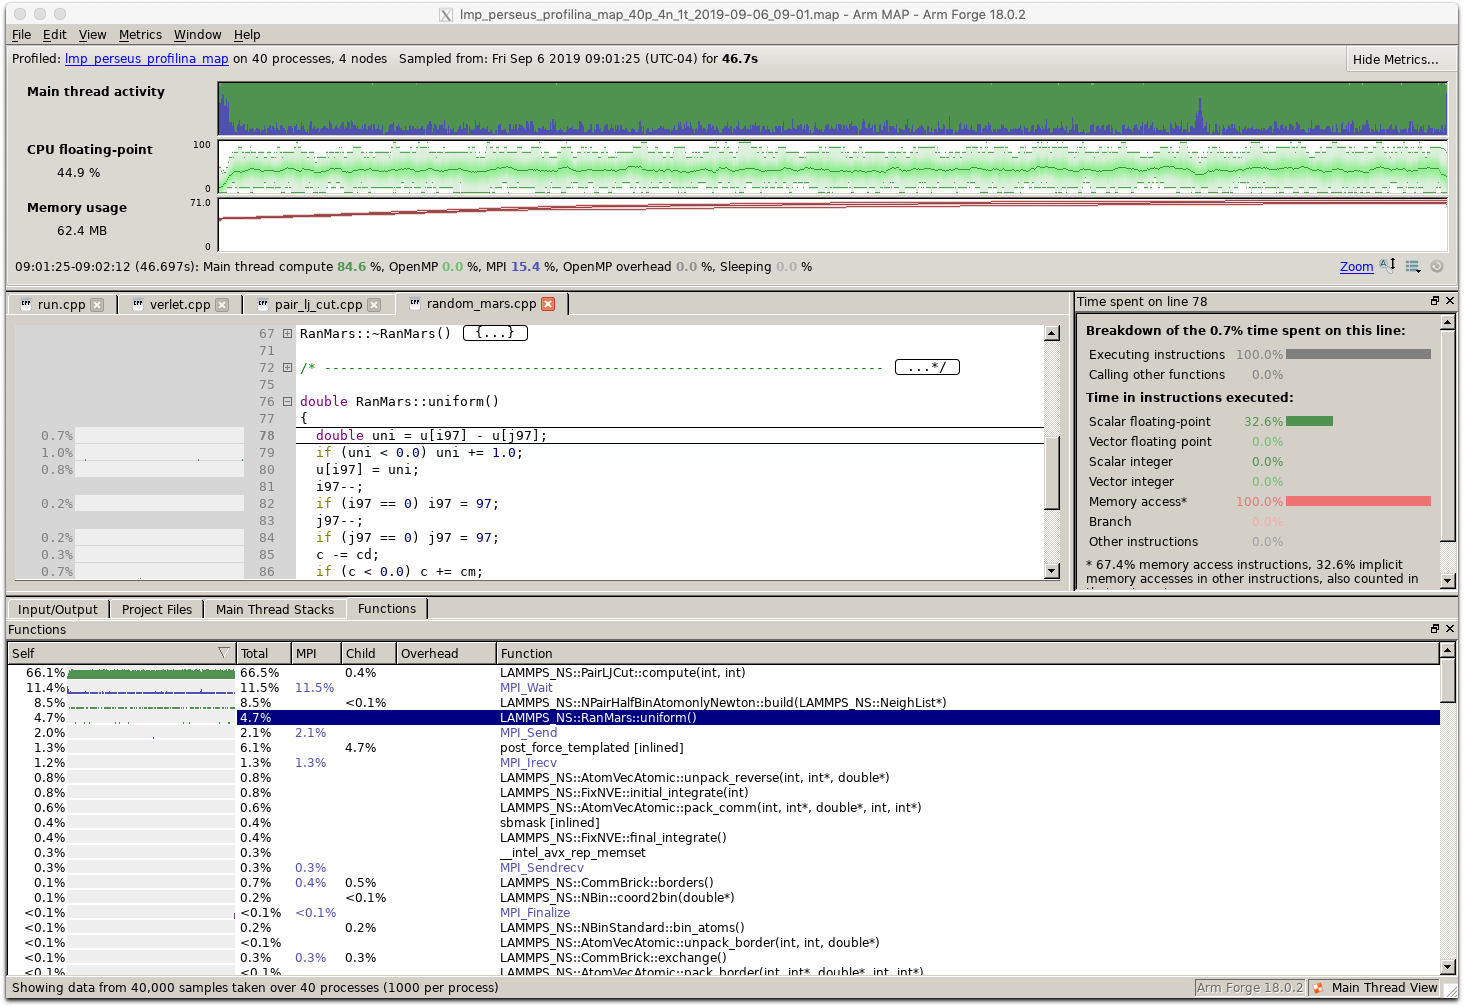 lmp_perseus_profilina_map_40p_4n_1t_2019-09-06_09-01.map - Arm MAP - Arm Forge 18.0.2
File Edit View Metrics Window Help
Profiled: lmp_perseus_profilina_map on 40 processes, 4 nodes Sampled from: Fri Sep 6 2019 09:01:25 (UTC-04) for 46.7s
Hide Metrics...
Main thread activity
CPU floating-point
44.9 %
100
0
Memory usage
62.4 MB
71.0
0
09:01:25-09:02:12 (46.697s): Main thread compute 84.6 %, OpenMP 0.0 %, MPI 15.4 %, OpenMP overhead 0.0 %, Sleeping 0.0 %
Zoom
run.cpp verlet.cpp pair_lj_cut.cpp random_mars.cpp
67 RanMars::~RanMars() {...}
71
72 /* ---------------------------------------------------------------------- ...*/
75
76 double RanMars::uniform()
77 {
0.7% 78 double uni = u[i97] - u[j97];
1.0% 79 if (uni < 0.0) uni += 1.0;
0.8% 80 u[i97] = uni;
81 i97--;
0.2% 82 if (i97 == 0) i97 = 97;
83 j97--;
0.2% 84 if (j97 == 0) j97 = 97;
0.3% 85 c -= cd;
0.7% 86 if (c < 0.0) c += cm;
Time spent on line 78
Breakdown of the 0.7% time spent on this line:
Executing instructions 100.0%
Calling other functions 0.0%
Time in instructions executed:
Scalar floating-point 32.6%
Vector floating point 0.0%
Scalar integer 0.0%
Vector integer 0.0%
Memory access* 100.0%
Branch 0.0%
Other instructions 0.0%
* 67.4% memory access instructions, 32.6% implicit
memory accesses in other instructions, also counted in
Input/Output Project Files Main Thread Stacks Functions
Functions
Self Total MPI Child Overhead Function
66.1% 66.5% 0.4% LAMMPS_NS::PairLJCut::compute(int, int)
11.4% 11.5% 11.5% MPI_Wait
8.5% 8.5% <0.1% LAMMPS_NS::NPairHalfBinAtomonlyNewton::build(LAMMPS_NS::NeighList*)
4.7% 4.7% LAMMPS_NS::RanMars::uniform()
2.0% 2.1% 2.1% MPI_Send
1.3% 6.1% 4.7% post_force_templated [inlined]
1.2% 1.3% 1.3% MPI_Irecv
0.8% 0.8% LAMMPS_NS::AtomVecAtomic::unpack_reverse(int, int*, double*)
0.8% 0.8% LAMMPS_NS::FixNVE::initial_integrate(int)
0.6% 0.6% LAMMPS_NS::AtomVecAtomic::pack_comm(int, int*, double*, int, int*)
0.4% 0.4% sbmask [inlined]
0.4% 0.4% LAMMPS_NS::FixNVE::final_integrate()
0.3% 0.3% __intel_avx_rep_memset
0.3% 0.3% 0.3% MPI_Sendrecv
0.1% 0.7% 0.4% 0.5% LAMMPS_NS::CommBrick::borders()
0.1% 0.2% <0.1% LAMMPS_NS::NBin::coord2bin(double*)
<0.1% <0.1% <0.1% MPI_Finalize
<0.1% 0.2% 0.2% LAMMPS_NS::NBinStandard::bin_atoms()
<0.1% <0.1% LAMMPS_NS::AtomVecAtomic::unpack_border(int, int, double*)
<0.1% 0.3% 0.3% 0.3% LAMMPS_NS::CommBrick::exchange()
<0.1% <0.1% LAMMPS_NS::AtomVecAtomic::pack_border(int, int*, double*, int, int*)
Showing data from 40,000 samples taken over 40 processes (1000 per process)
Arm Forge 18.0.2 Main Thread View